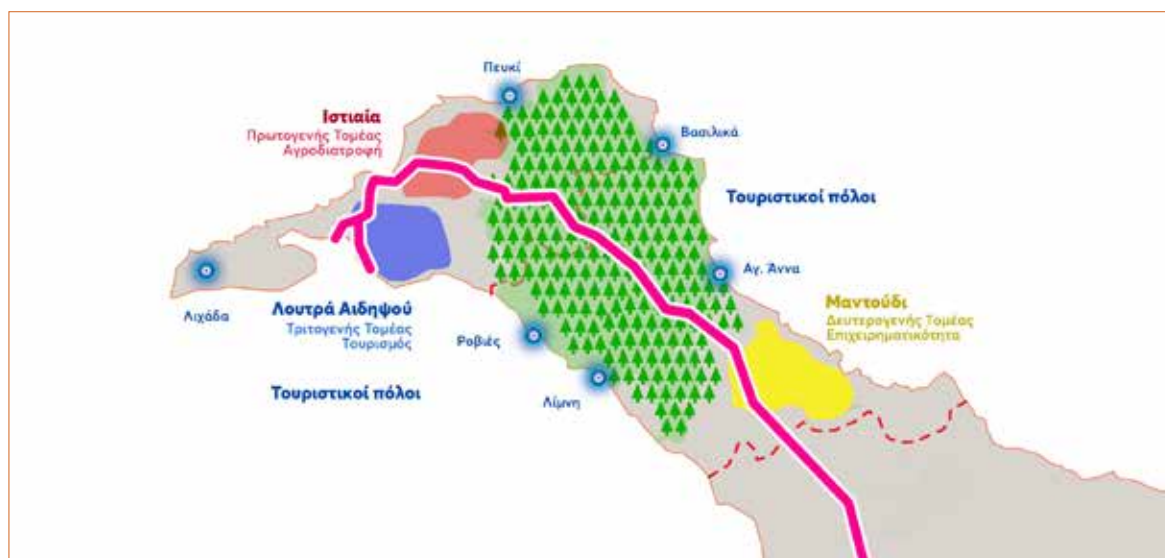 Πευκί
Ιστιαία
Πρωτογενής Τομέας
Αγροδιατροφή
Βασιλικά
Τουριστικοί πόλοι
Αγ. Άννα
Λιχάδα
Λουτρά Αιδηψού
Τριτογενής Τομέας
Τουρισμός
Μαντούδι
Δευτερογενής Τομέας
Επιχειρηματικότητα
Ροβιές
Τουριστικοί πόλοι
Λίμνη